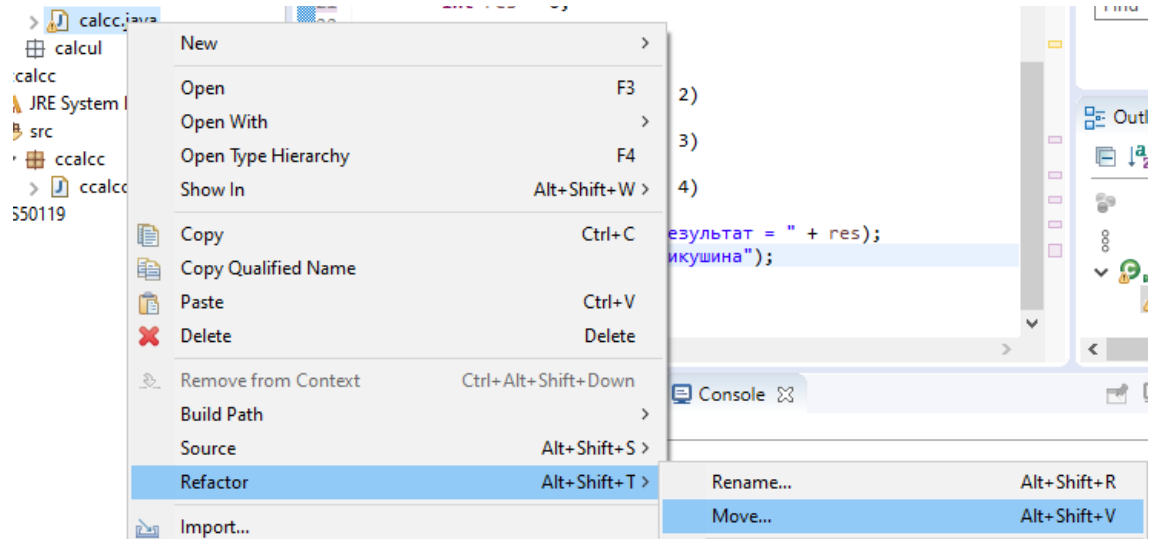 calcc.java
calcul
calcc
JRE System
src
ccalcc
ccalcc
S50119
New
Open F3
Open With
Open Type Hierarchy F4
Show In Alt+Shift+W
Copy Ctrl+C
Copy Qualified Name
Paste Ctrl+V
Delete Delete
Remove from Context Ctrl+Alt+Shift+Down
Build Path
Source Alt+Shift+S
Refactor Alt+Shift+T
Import...
Rename... Alt+Shift+R
Move... Alt+Shift+V
2)
3)
4)
езультат = " + res);
икушина");
Console
Outl